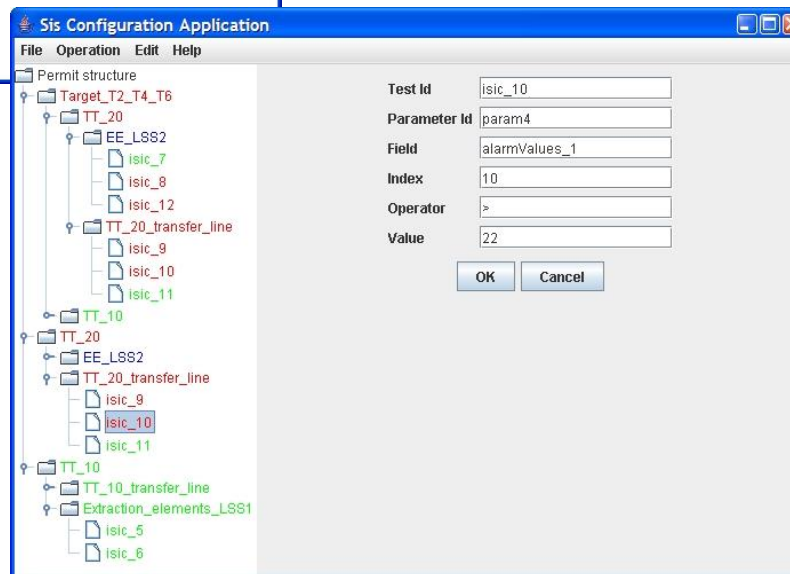 Sis Configuration Application
File Operation Edit Help
Permit structure
Target_T2_T4_T6
TT_20
EE_LSS2
isic_7
isic_8
isic_12
TT_20_transfer_line
isic_9
isic_10
isic_11
TT_10
TT_20
EE_LSS2
TT_20_transfer_line
isic_9
isic_10
isic_11
TT_10
TT_10_transfer_line
Extraction_elements_LSS1
isic_5
isic_6
Test Id isic_10
Parameter Id param4
Field alarmValues_1
Index 10
Operator >
Value 22
OK Cancel